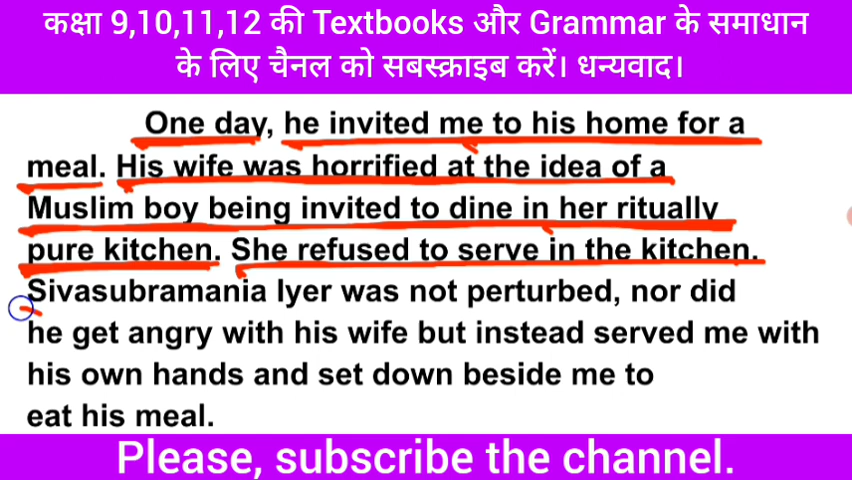 कक्षा 9,10,11,12 की Textbooks और Grammar के समाधान
के लिए चैनल को सबस्क्राइब करें। धन्यवाद।
One day, he invited me to his home for a
meal. His wife was horrified at the idea of a
Muslim boy being invited to dine in her ritually
pure kitchen. She refused to serve in the kitchen.
Sivasubramania Iyer was not perturbed, nor did
he get angry with his wife but instead served me with
his own hands and set down beside me to
eat his meal.
Please, subscribe the channel.